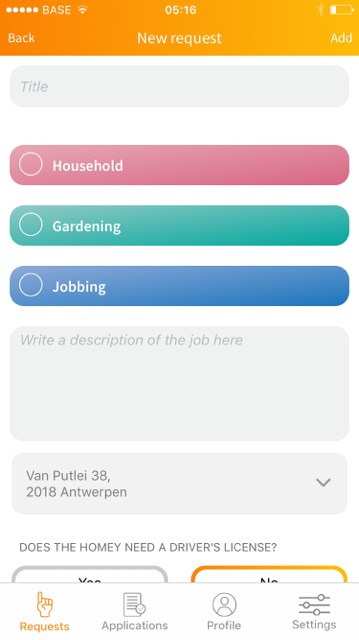 BASE 05:16
Back New request Add
Title
Household
Gardening
Jobbing
Write a description of the job here
Van Putlei 38,
2018 Antwerpen
DOES THE HOMEY NEED A DRIVER'S LICENSE?
Yes No
Requests Applications Profile Settings